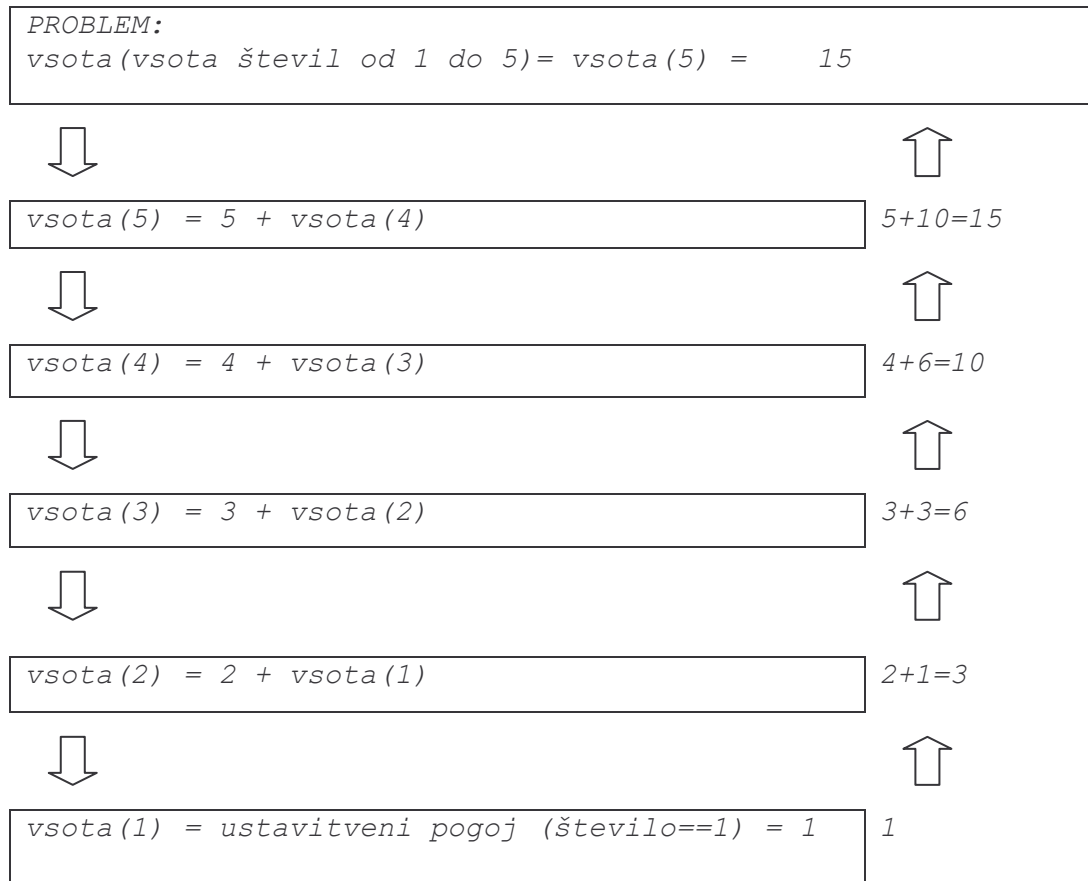 PROBLEM:
vsota(vsota števil od 1 do 5)= vsota(5) = 15
vsota(5) = 5 + vsota(4) 5+10=15
vsota(4) = 4 + vsota(3) 4+6=10
vsota(3) = 3 + vsota(2) 3+3=6
vsota(2) = 2 + vsota(1) 2+1=3
vsota(1) = ustavitveni pogoj (število==1) = 1 1